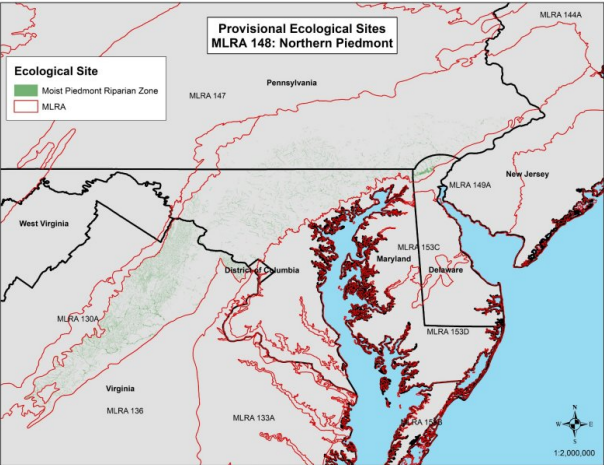 Provisional Ecological Sites
MLRA 148: Northern Piedmont
MLRA 144A
Ecological Site
Moist Piedmont Riparian Zone
MLRA
Pennsylvania
MLRA 147
New Jersey
MLRA 149A
West Virginia
MLRA 153C
Maryland
District of Columbia
Delaware
MLRA 130A
MLRA 153D
Virginia
MLRA 136
MLRA 133A
MLRA
N
W
E
S
1:2,000,000